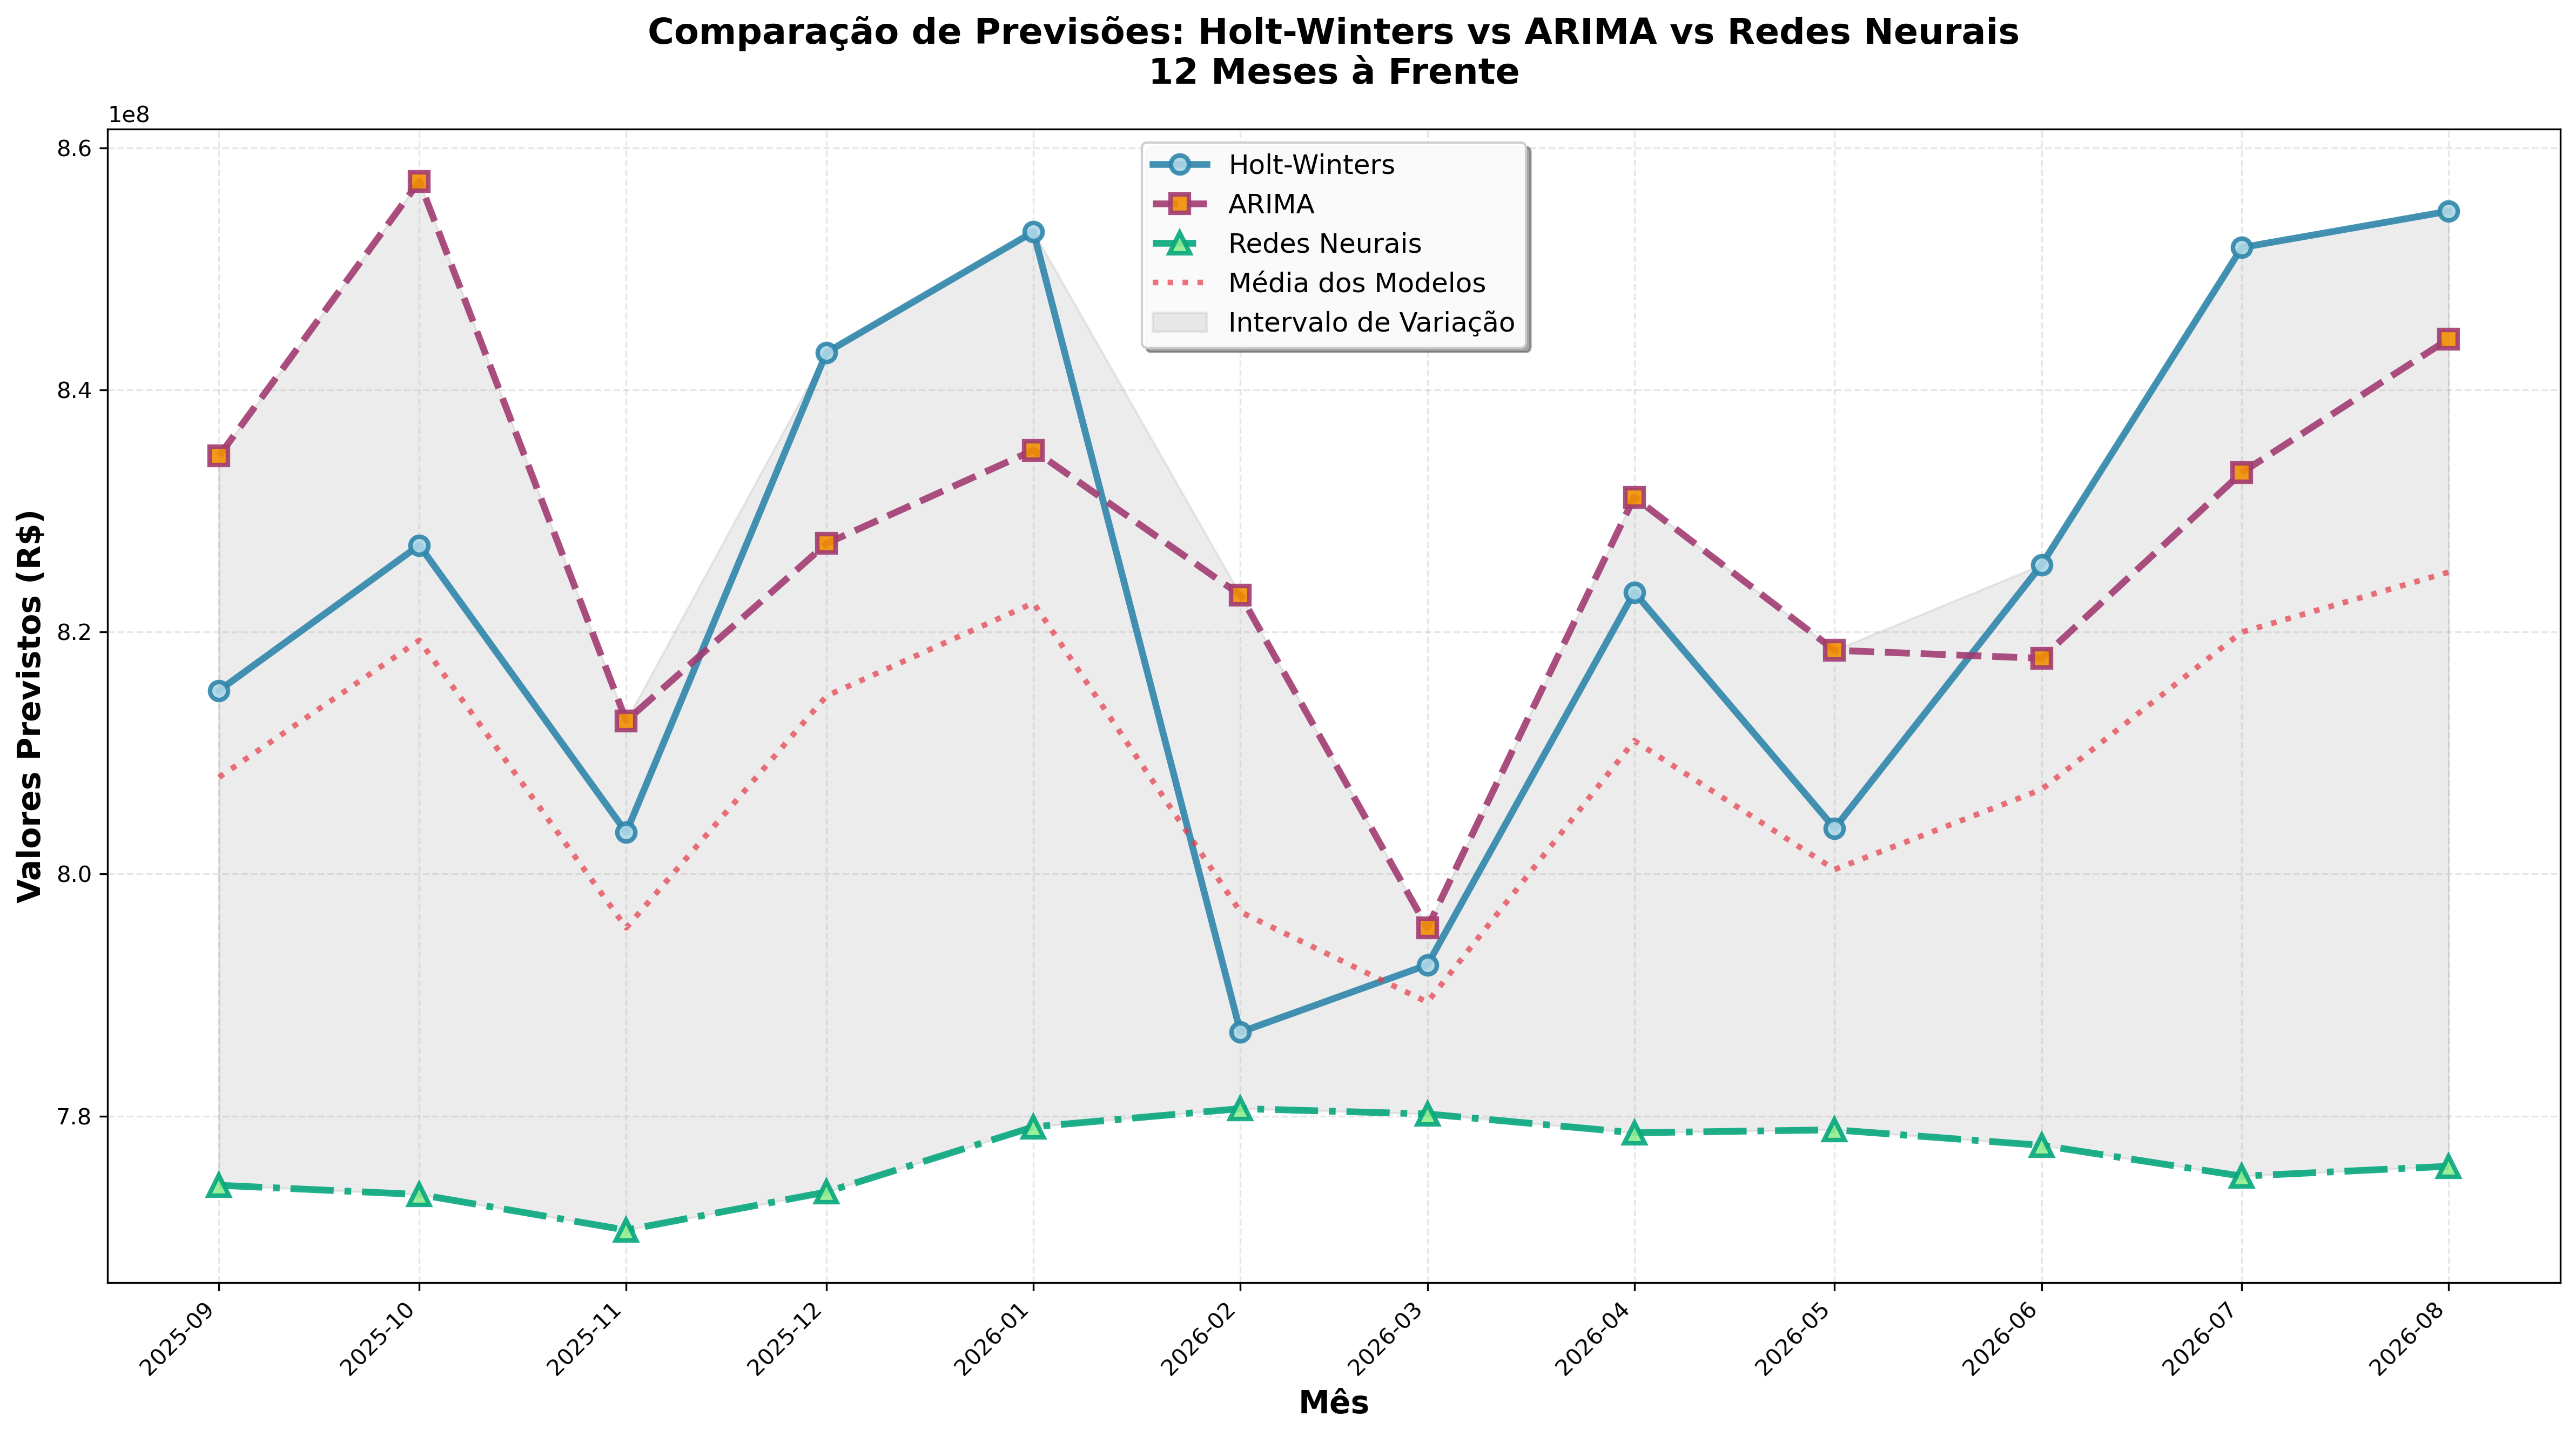 Comparação de Previsões: Holt-Winters vs ARIMA vs Redes Neurais
12 Meses à Frente
1e8
8.6
8.4
8.2
8.0
7.8
Valores Previstos (R$)
Holt-Winters
ARIMA
Redes Neurais
Média dos Modelos
Intervalo de Variação
2025-09
2025-10
2025-11
2025-12
2026-01
2026-02
2026-03
2026-04
2026-05
2026-06
2026-07
2026-08
Mês